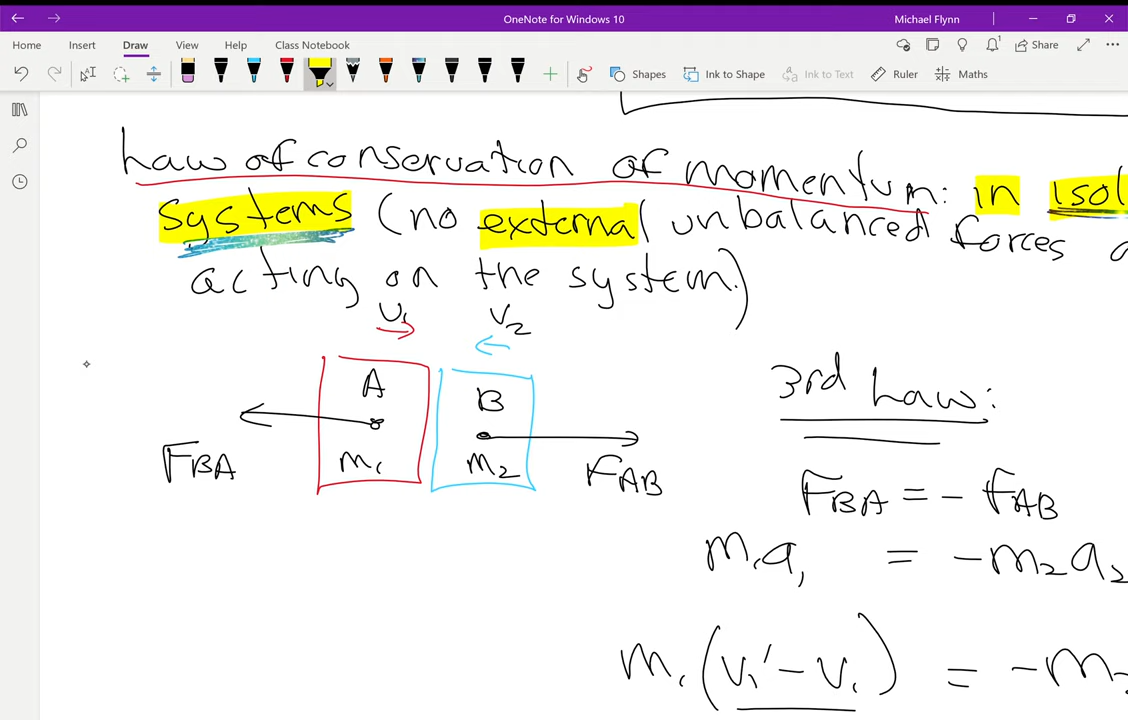 OneNote for Windows 10
Michael Flynn
Home Insert Draw View Help Class Notebook
Share
Shapes Ink to Shape Ink to Text Ruler Maths
Law of conservation of momentum: in isol
systems (no external unbalanced forces a
acting on the system.)
V1 V2
A B
m1 m2
FBA FAB
3rd Law:
FBA = - FAB
m1a1 = -m2a2
m1(v1' - v1) = -m2